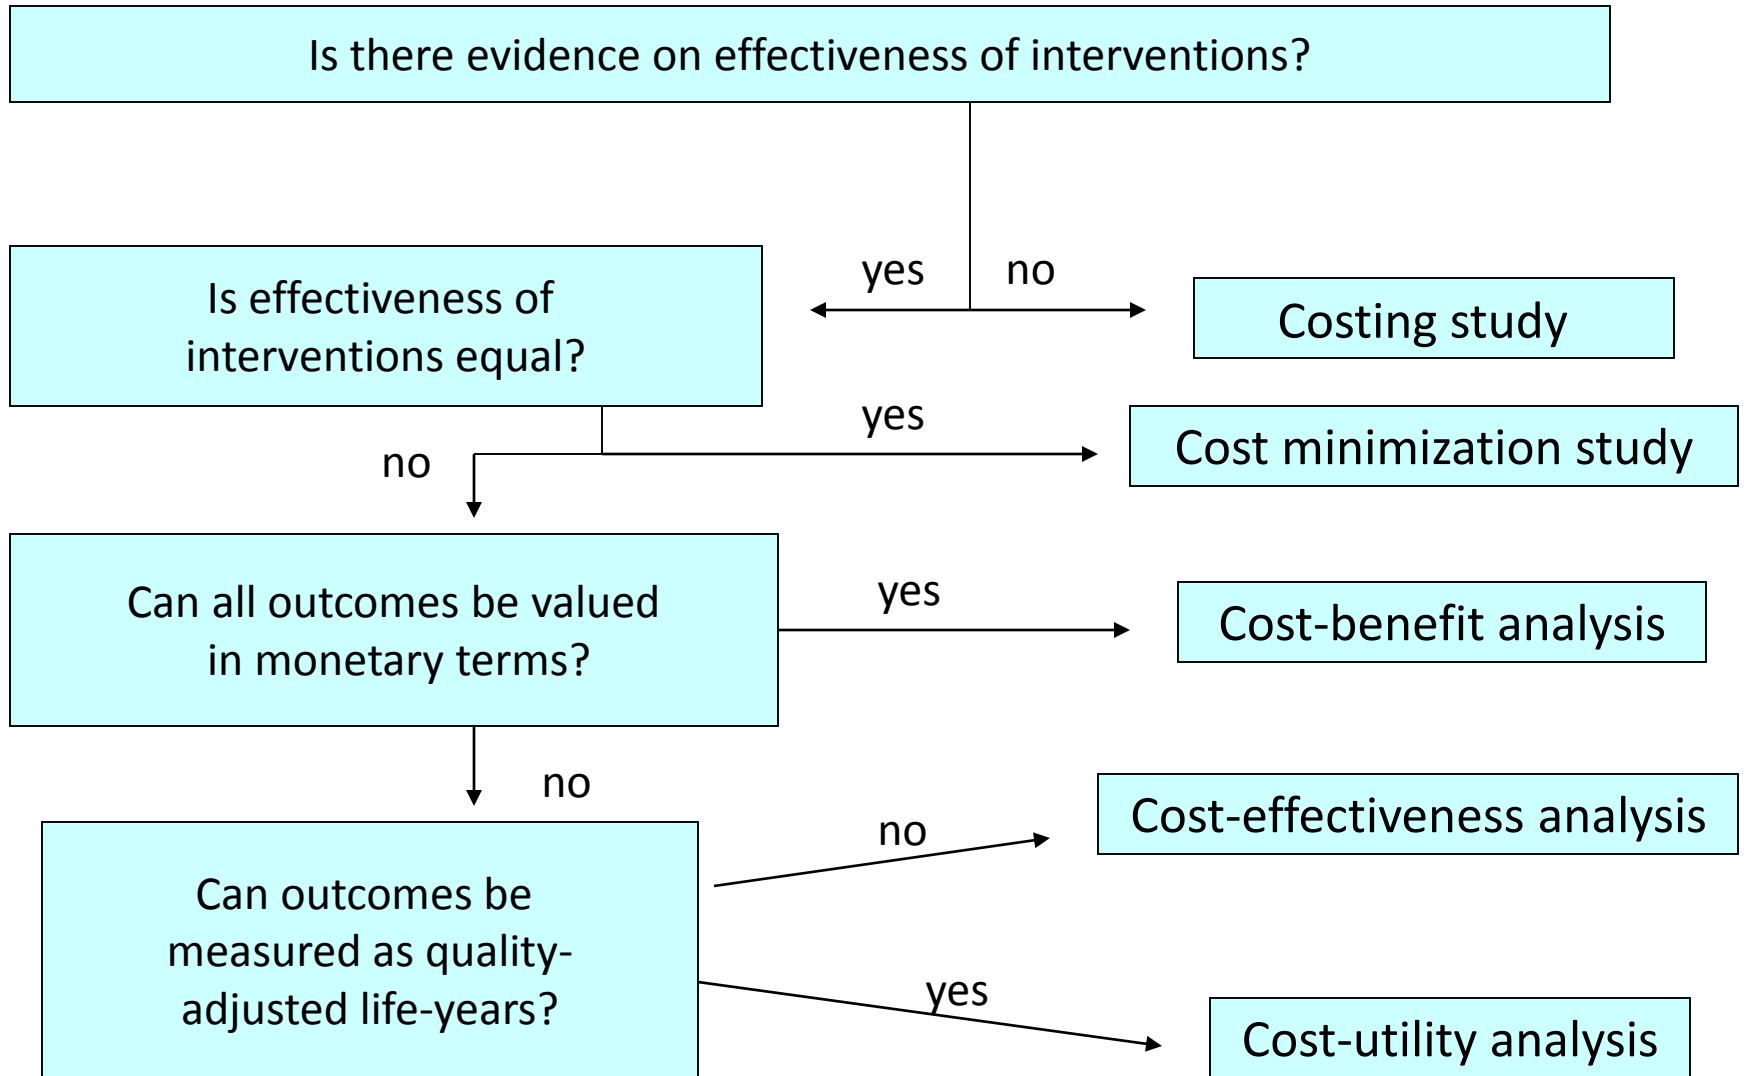 Is there evidence on effectiveness of interventions?
yes
no
Is effectiveness of
interventions equal?
Costing study
yes
Cost minimization study
no
Can all outcomes be valued
in monetary terms?
yes
Cost-benefit analysis
no
Cost-effectiveness analysis
no
Can outcomes be
measured as quality-
adjusted life-years?
yes
Cost-utility analysis